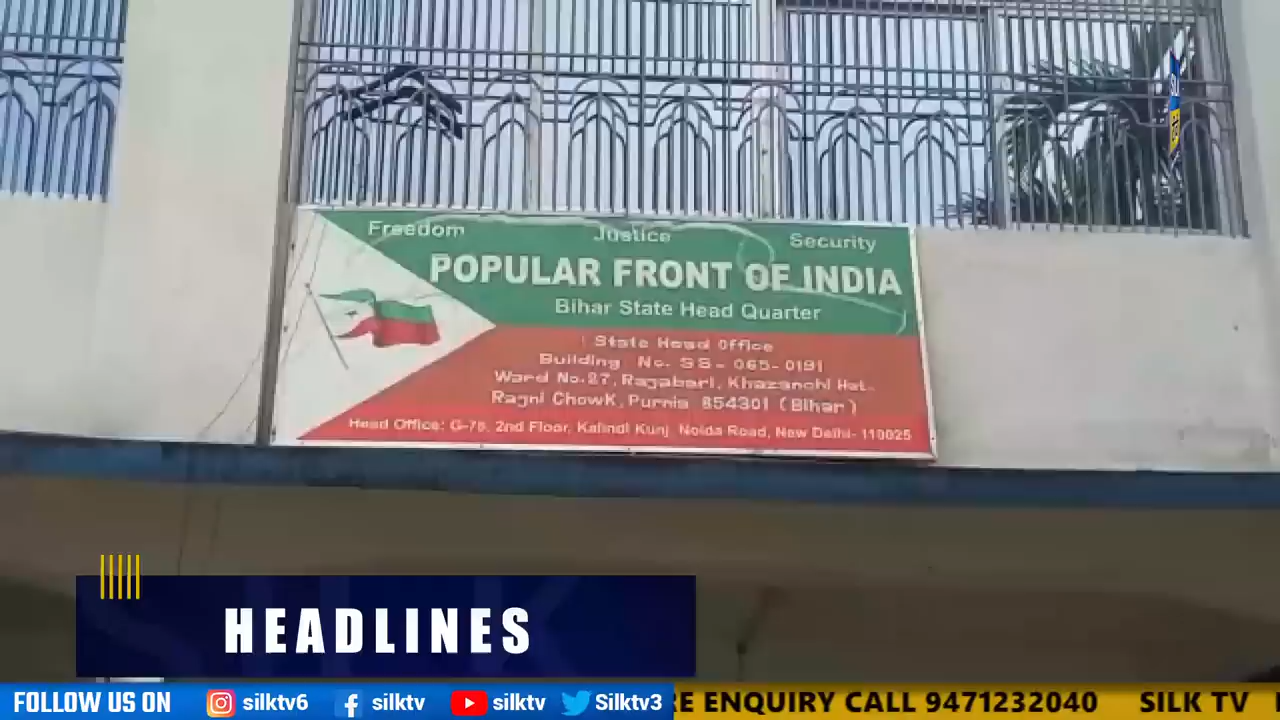 Freedom Justice Security
POPULAR FRONT OF INDIA
Bihar State Head Quarter
State Head Office
Building No. SS - 065-0191
Ward No.27, Rajabari, Khazanchi Hat-
Ragni ChowK, Purnia 854301 (Bihar)
Head Office: G-78, 2nd Floor, Kalindi Kunj Noida Road, New Delhi- 110025
HEADLINES
FOLLOW US ON silktv6 silktv silktv Silktv3 RE ENQUIRY CALL 9471232040 SILK TV